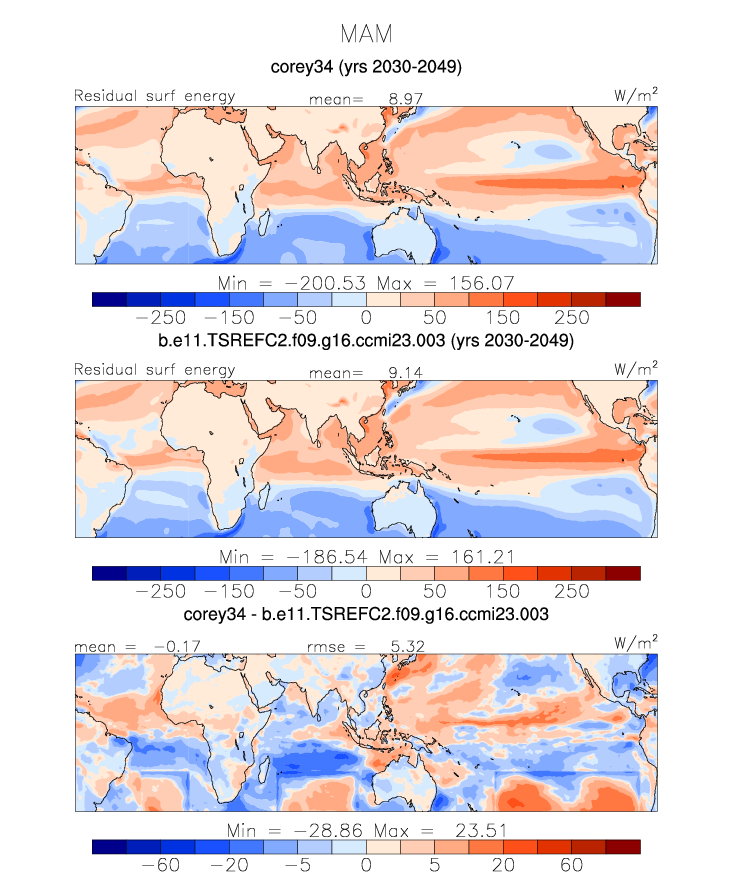 MAM
corey34 (yrs 2030-2049)
Residual surf energy mean= 8.97 W/m²
Min = −200.53 Max = 156.07
−250 −150 −50 0 50 150 250
b.e11.TSREFC2.f09.g16.ccmi23.003 (yrs 2030-2049)
Residual surf energy mean= 9.14 W/m²
Min = −186.54 Max = 161.21
−250 −150 −50 0 50 150 250
corey34 - b.e11.TSREFC2.f09.g16.ccmi23.003
mean = −0.17 rmse = 5.32 W/m²
Min = −28.86 Max = 23.51
−60 −20 −5 0 5 20 60